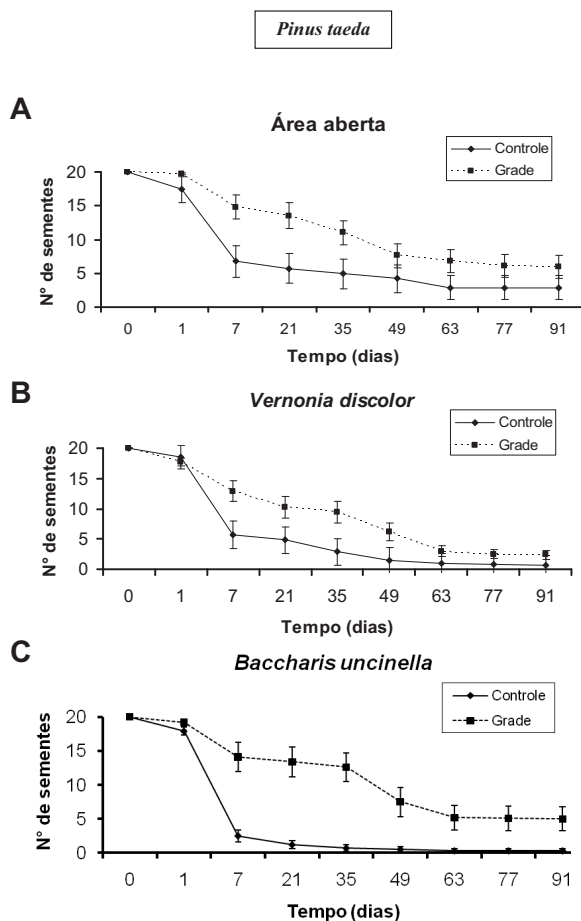 Pinus taeda
A
Área aberta
Controle
Grade
N° de sementes
20
15
10
5
0
0 1 7 21 35 49 63 77 91
Tempo (dias)
B
Vernonia discolor
Controle
Grade
N° de sementes
20
15
10
5
0
0 1 7 21 35 49 63 77 91
Tempo (dias)
C
Baccharis uncinella
Controle
Grade
N° de sementes
20
15
10
5
0
0 1 7 21 35 49 63 77 91
Tempo (dias)